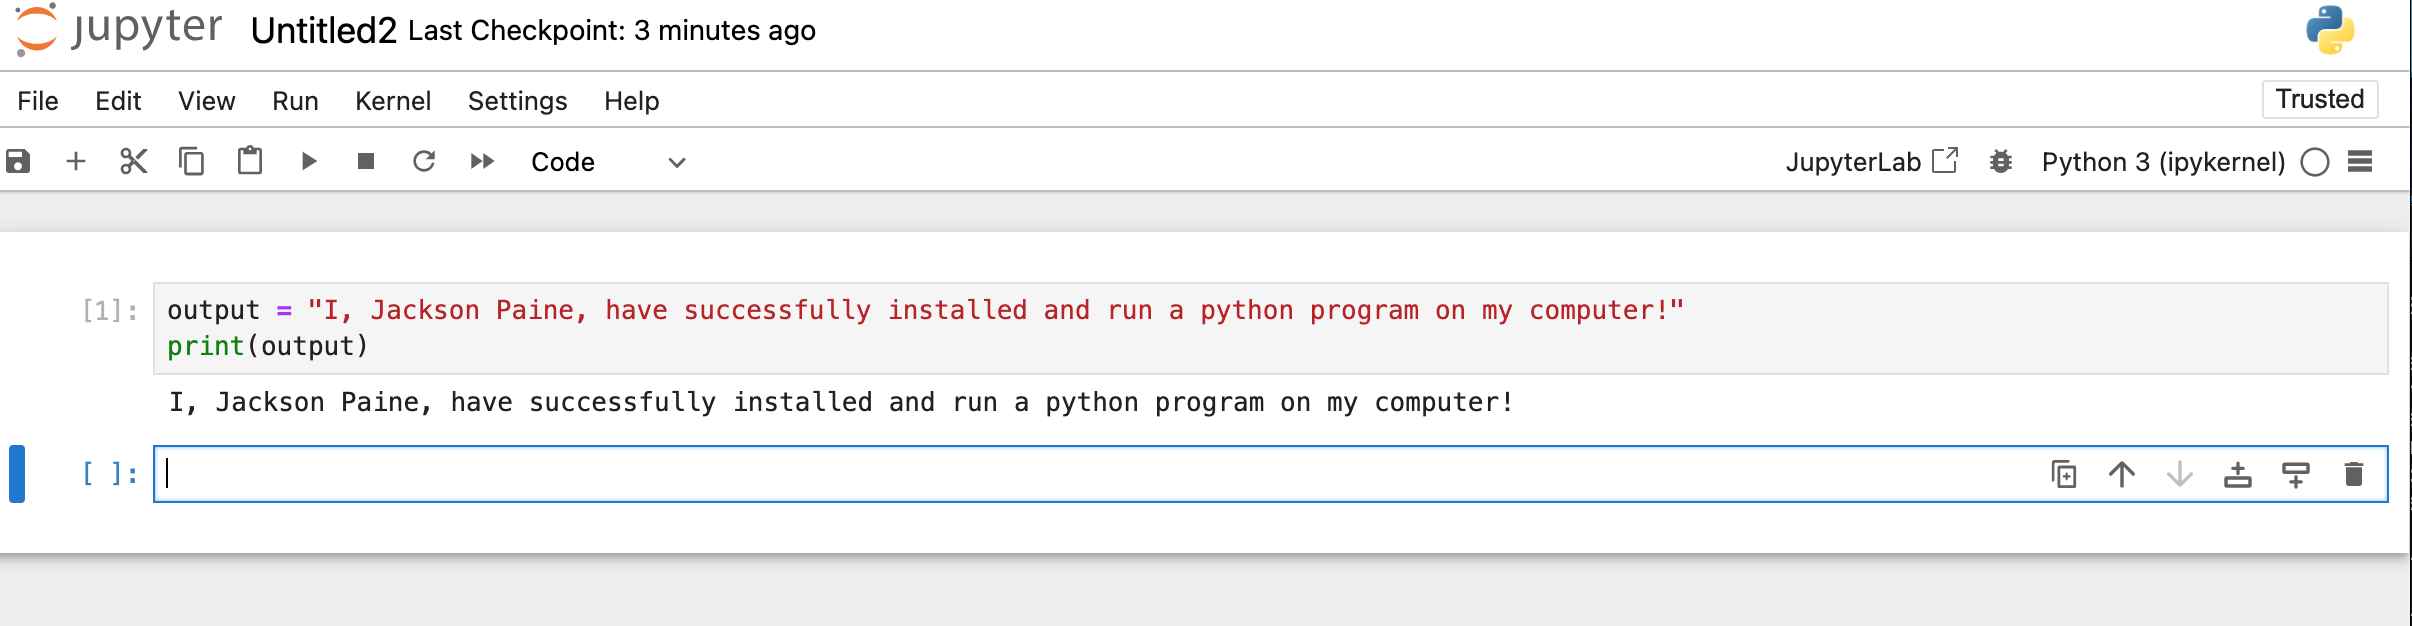 jupyter Untitled2 Last Checkpoint: 3 minutes ago
File Edit View Run Kernel Settings Help Trusted
Code JupyterLab Python 3 (ipykernel)
[1]: output = "I, Jackson Paine, have successfully installed and run a python program on my computer!"
print(output)
I, Jackson Paine, have successfully installed and run a python program on my computer!
[ ]: